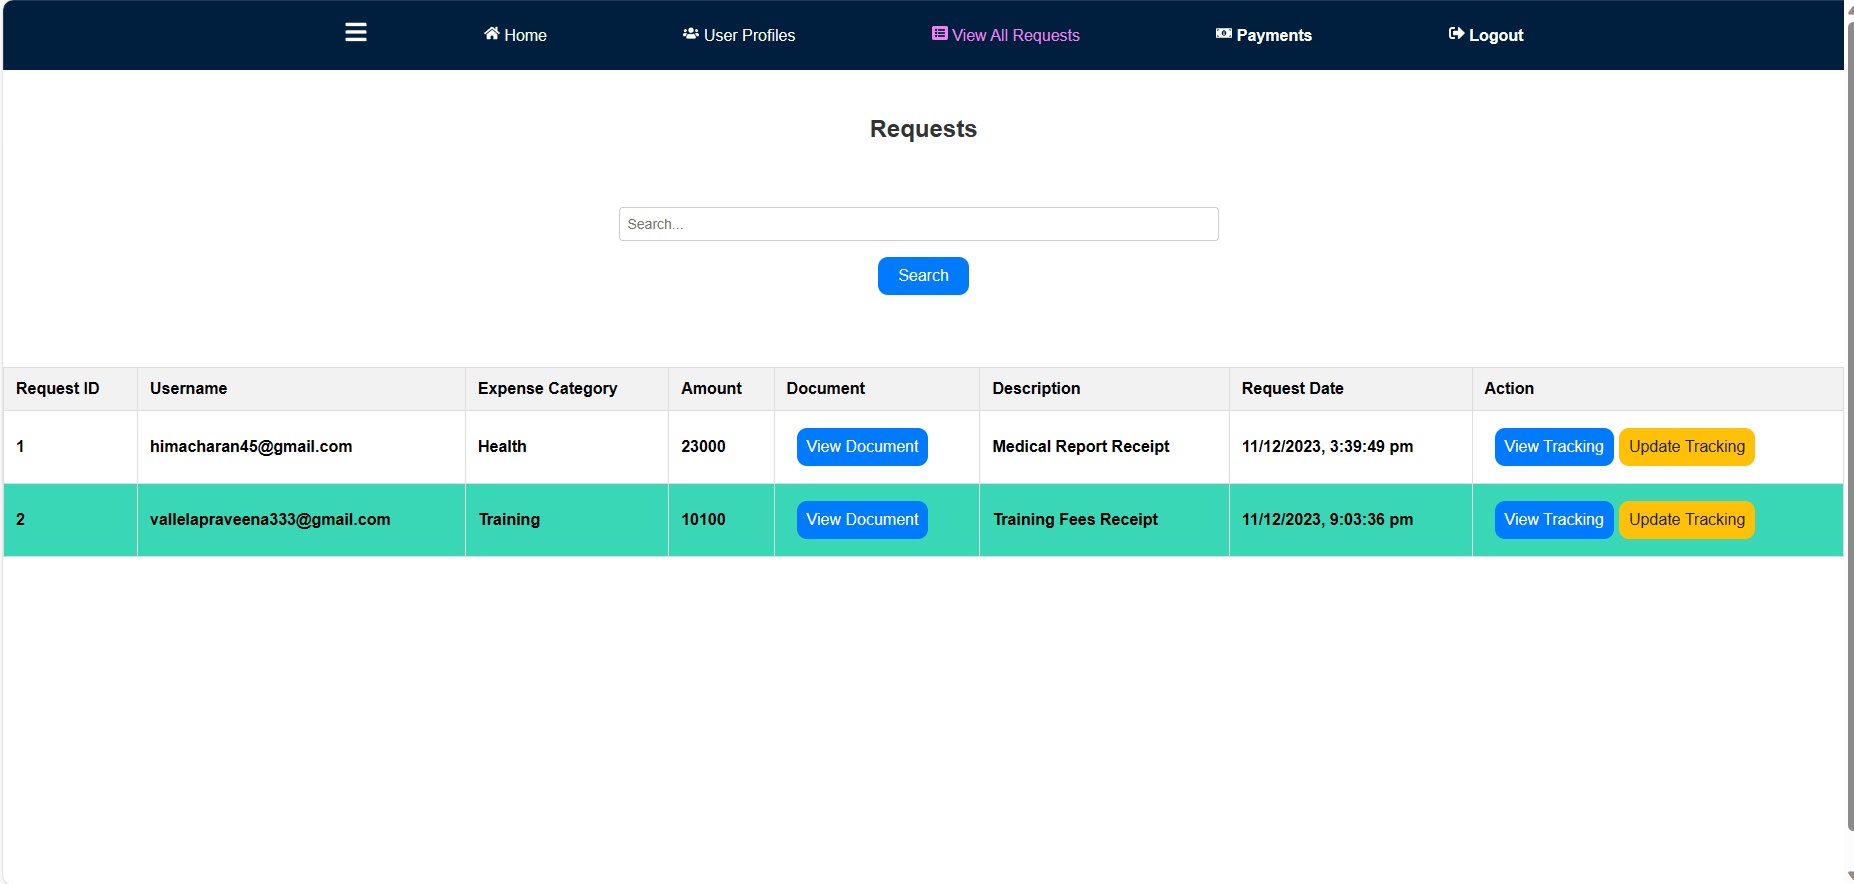 Home User Profiles View All Requests Payments Logout
Requests
Search...
Search
Request ID Username Expense Category Amount Document Description Request Date Action
1 himacharan45@gmail.com Health 23000 View Document Medical Report Receipt 11/12/2023, 3:39:49 pm View Tracking Update Tracking
2 vallelapraveena333@gmail.com Training 10100 View Document Training Fees Receipt 11/12/2023, 9:03:36 pm View Tracking Update Tracking